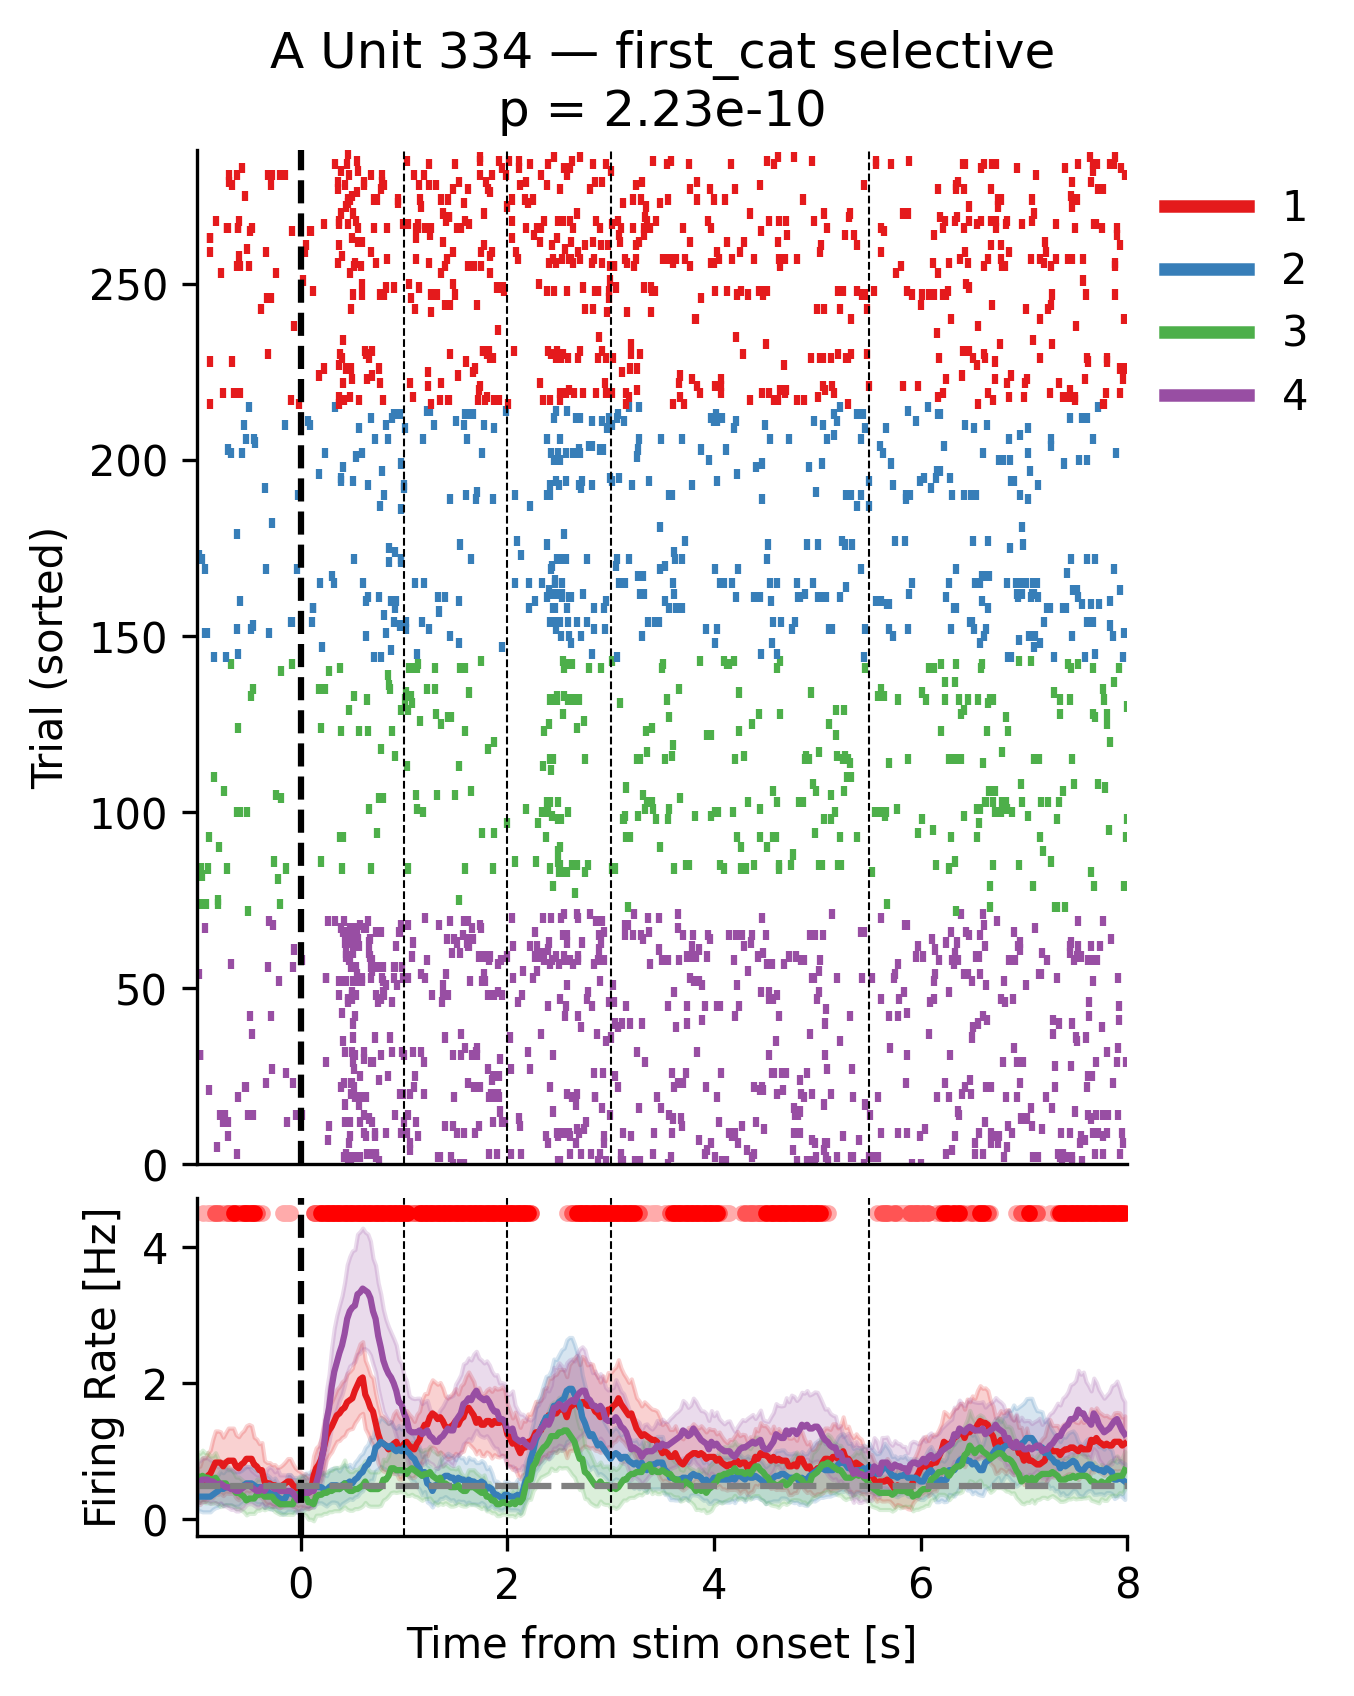 A Unit 334 — first_cat selective
p = 2.23e-10
1
2
3
4
250
200
150
100
50
0
Trial (sorted)
4
2
0
Firing Rate [Hz]
0 2 4 6 8
Time from stim onset [s]